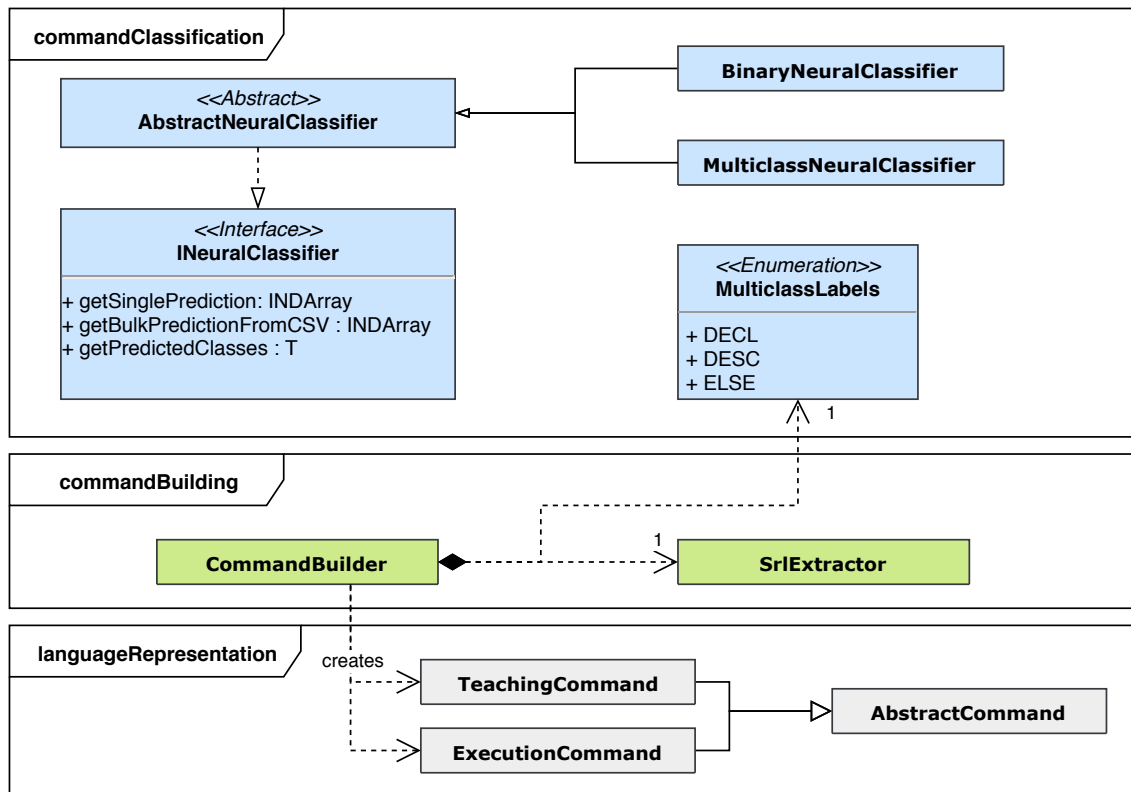 commandClassification
<<Abstract>>
AbstractNeuralClassifier
BinaryNeuralClassifier
MulticlassNeuralClassifier
<<Interface>>
INeuralClassifier
+ getSinglePrediction: INDArray
+ getBulkPredictionFromCSV : INDArray
+ getPredictedClasses : T
<<Enumeration>>
MulticlassLabels
+ DECL
+ DESC
+ ELSE
1
commandBuilding
CommandBuilder
1
SrlExtractor
languageRepresentation
creates
TeachingCommand
ExecutionCommand
AbstractCommand